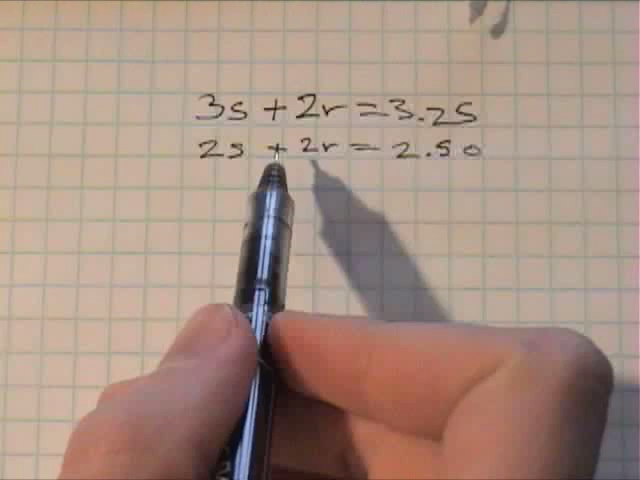 3s + 2r = 3.25
2s + 2r = 2.50